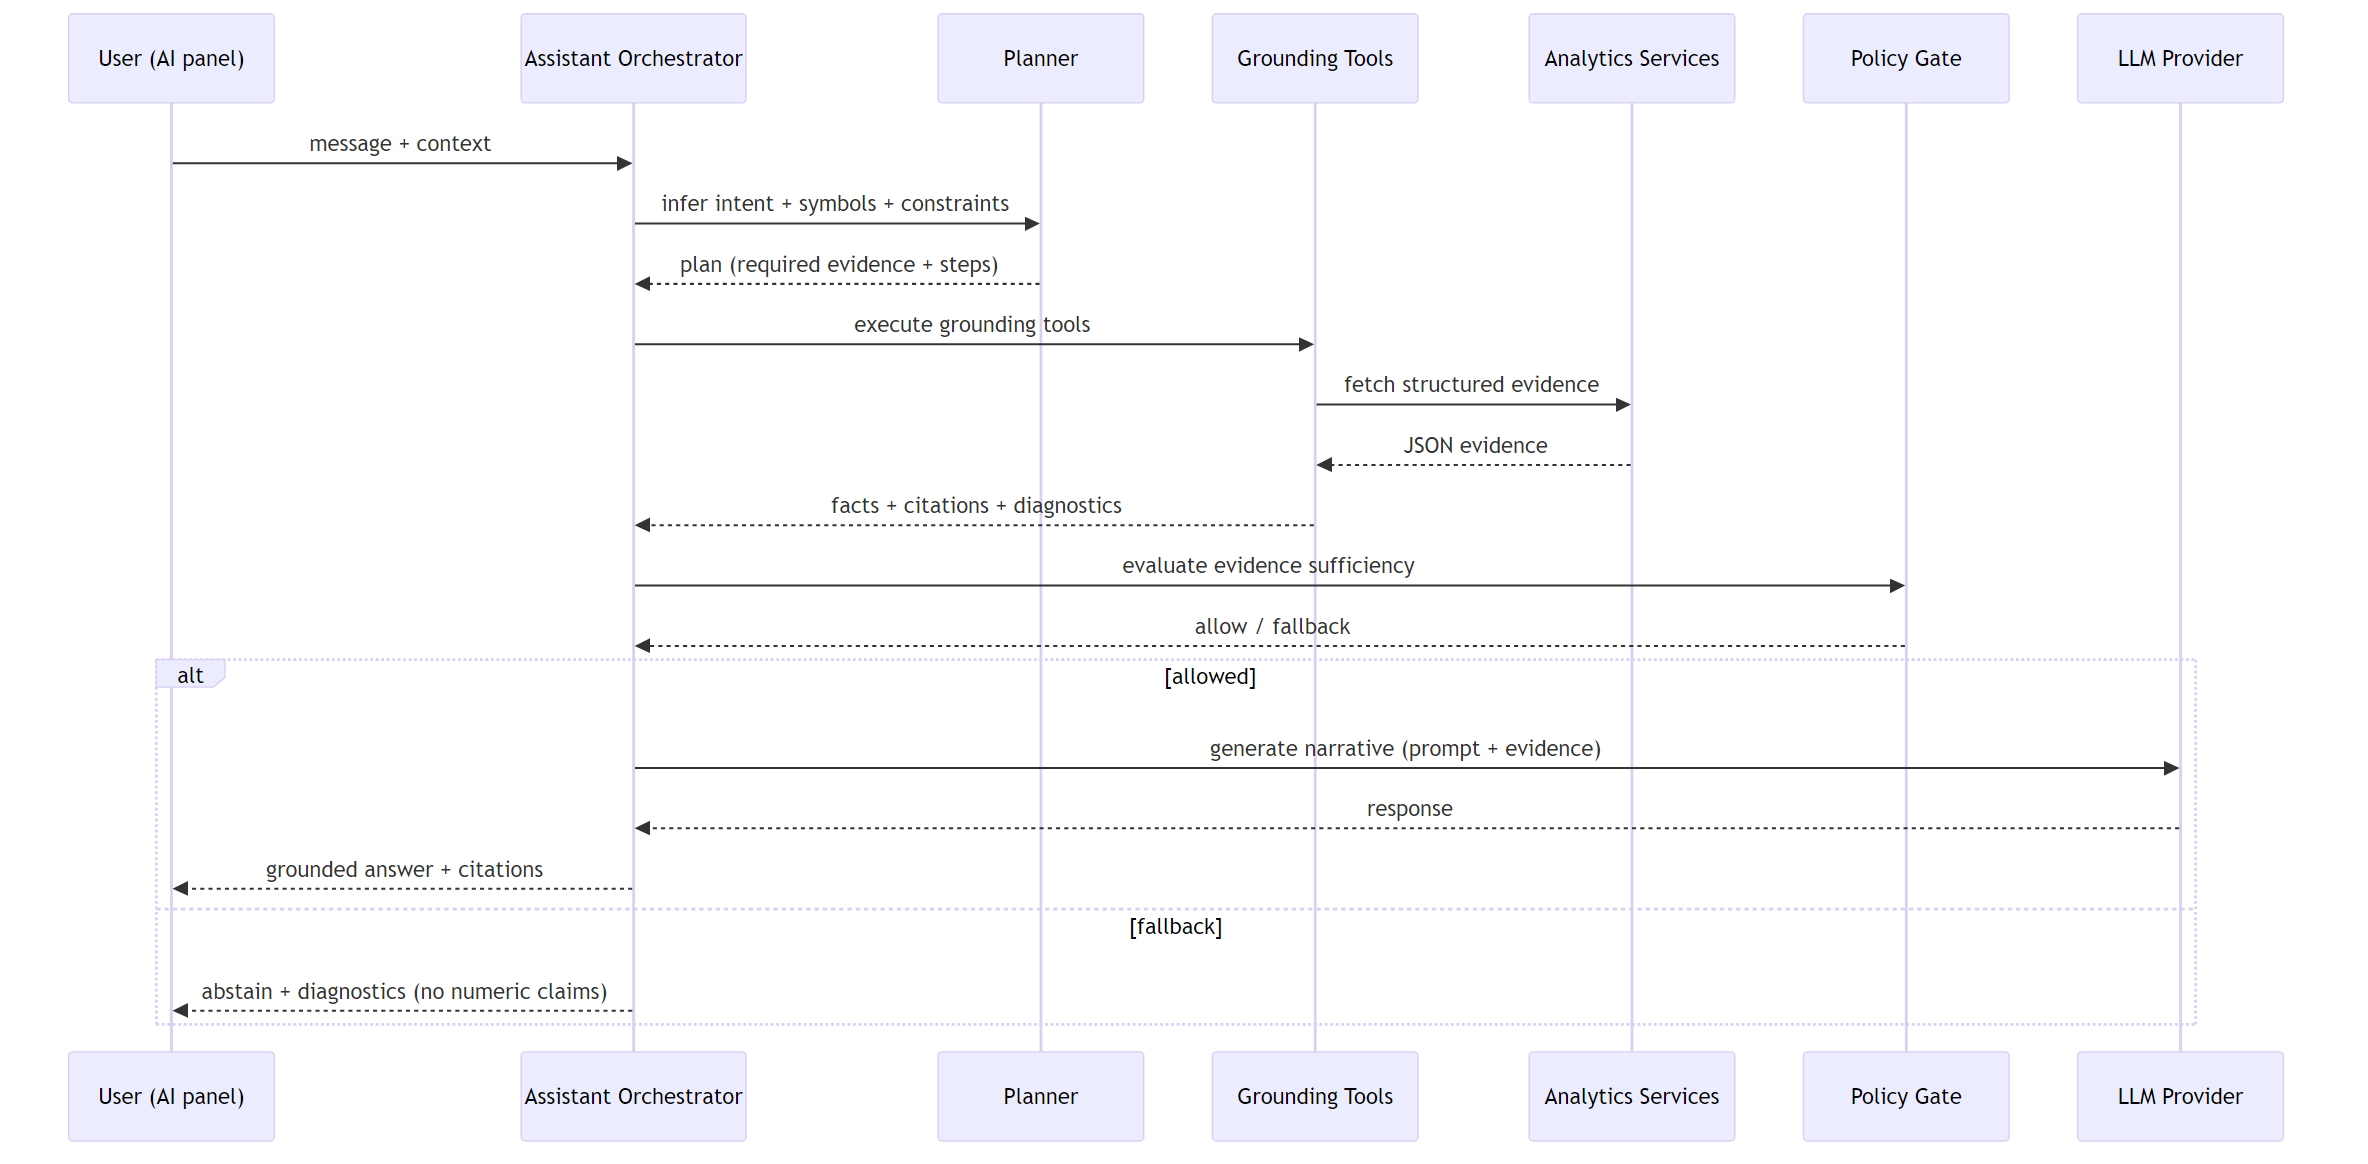 User (AI panel)
Assistant Orchestrator
Planner
Grounding Tools
Analytics Services
Policy Gate
LLM Provider
message + context
infer intent + symbols + constraints
plan (required evidence + steps)
execute grounding tools
fetch structured evidence
JSON evidence
facts + citations + diagnostics
evaluate evidence sufficiency
allow / fallback
alt
[allowed]
generate narrative (prompt + evidence)
response
grounded answer + citations
[fallback]
abstain + diagnostics (no numeric claims)
User (AI panel)
Assistant Orchestrator
Planner
Grounding Tools
Analytics Services
Policy Gate
LLM Provider